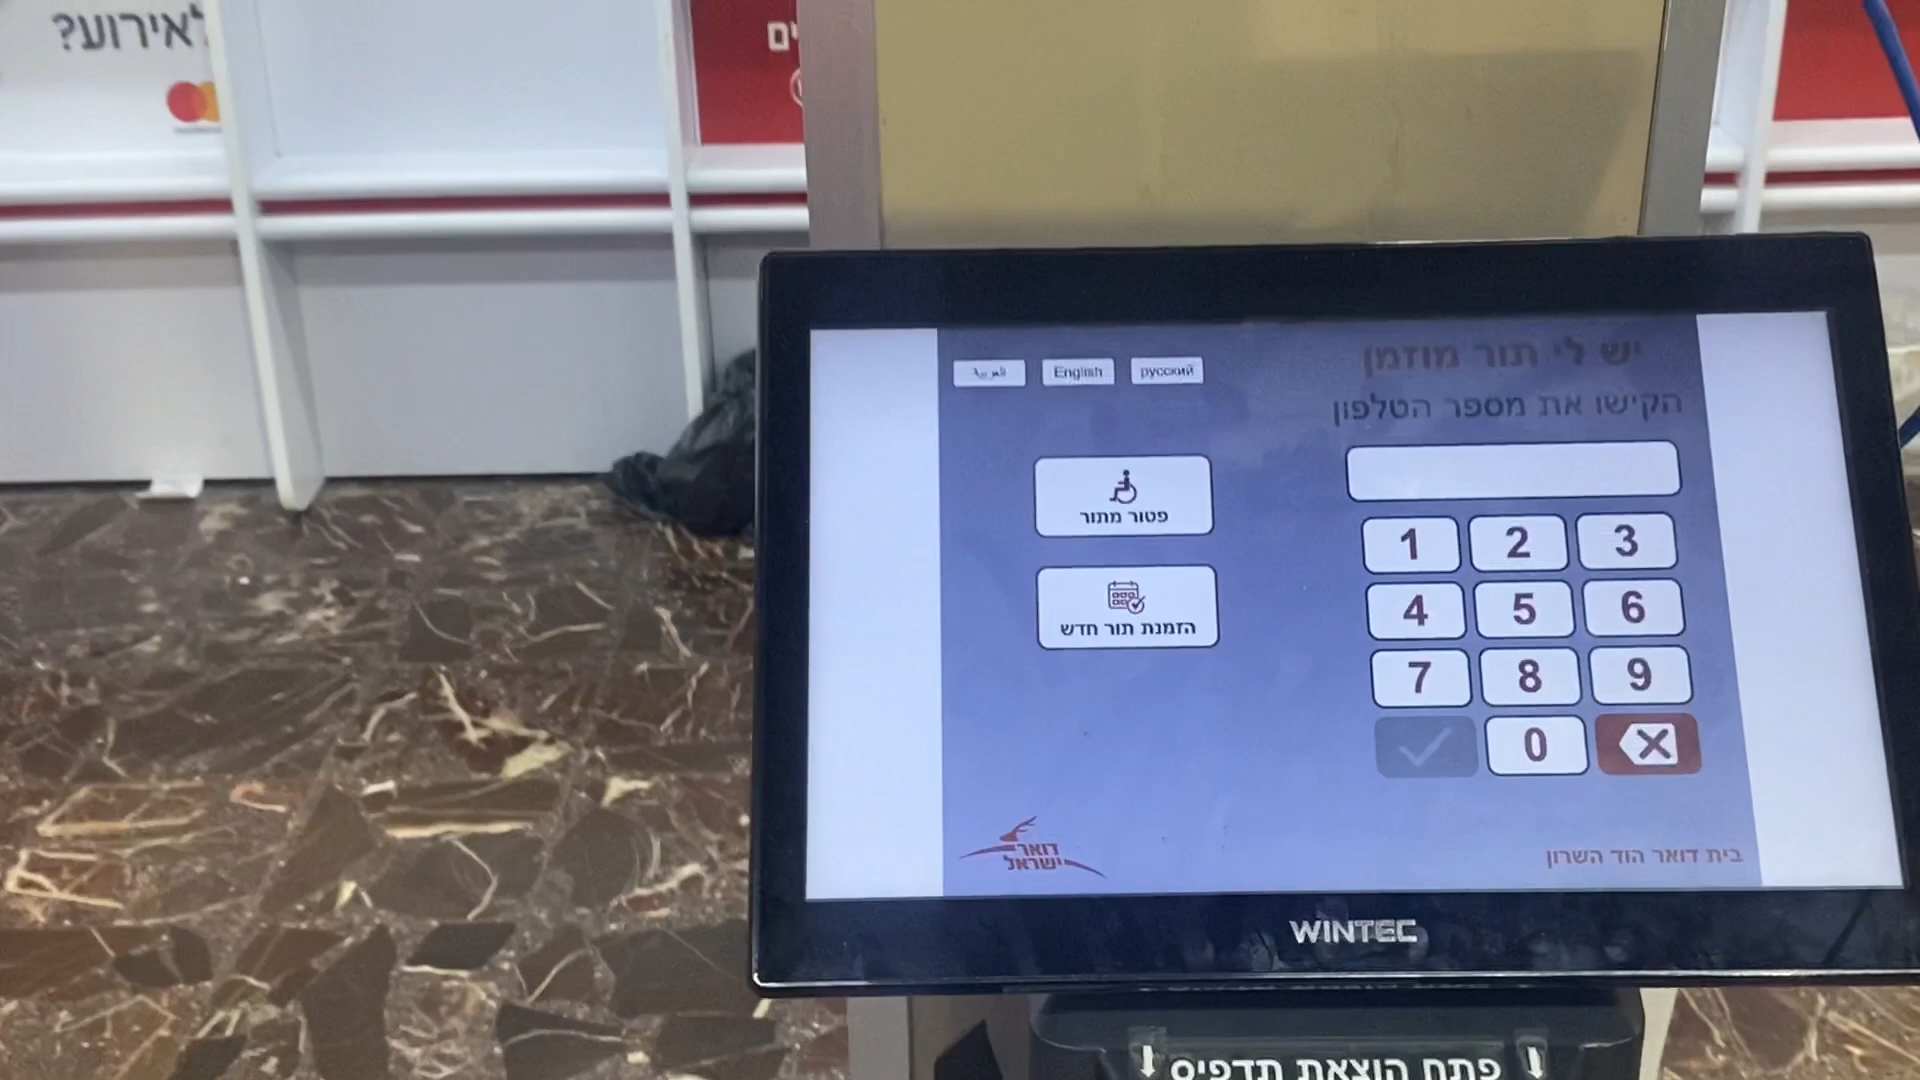 לאירוע?
ים
יש לי תור מוזמן
הקישו את מספר הטלפון
العربية
English
русский
פטור מתור
הזמנת תור חדש
1 2 3
4 5 6
7 8 9
0
דואר
ישראל
בית דואר הוד השרון
WINTEC
פתח הוצאת תדפיס